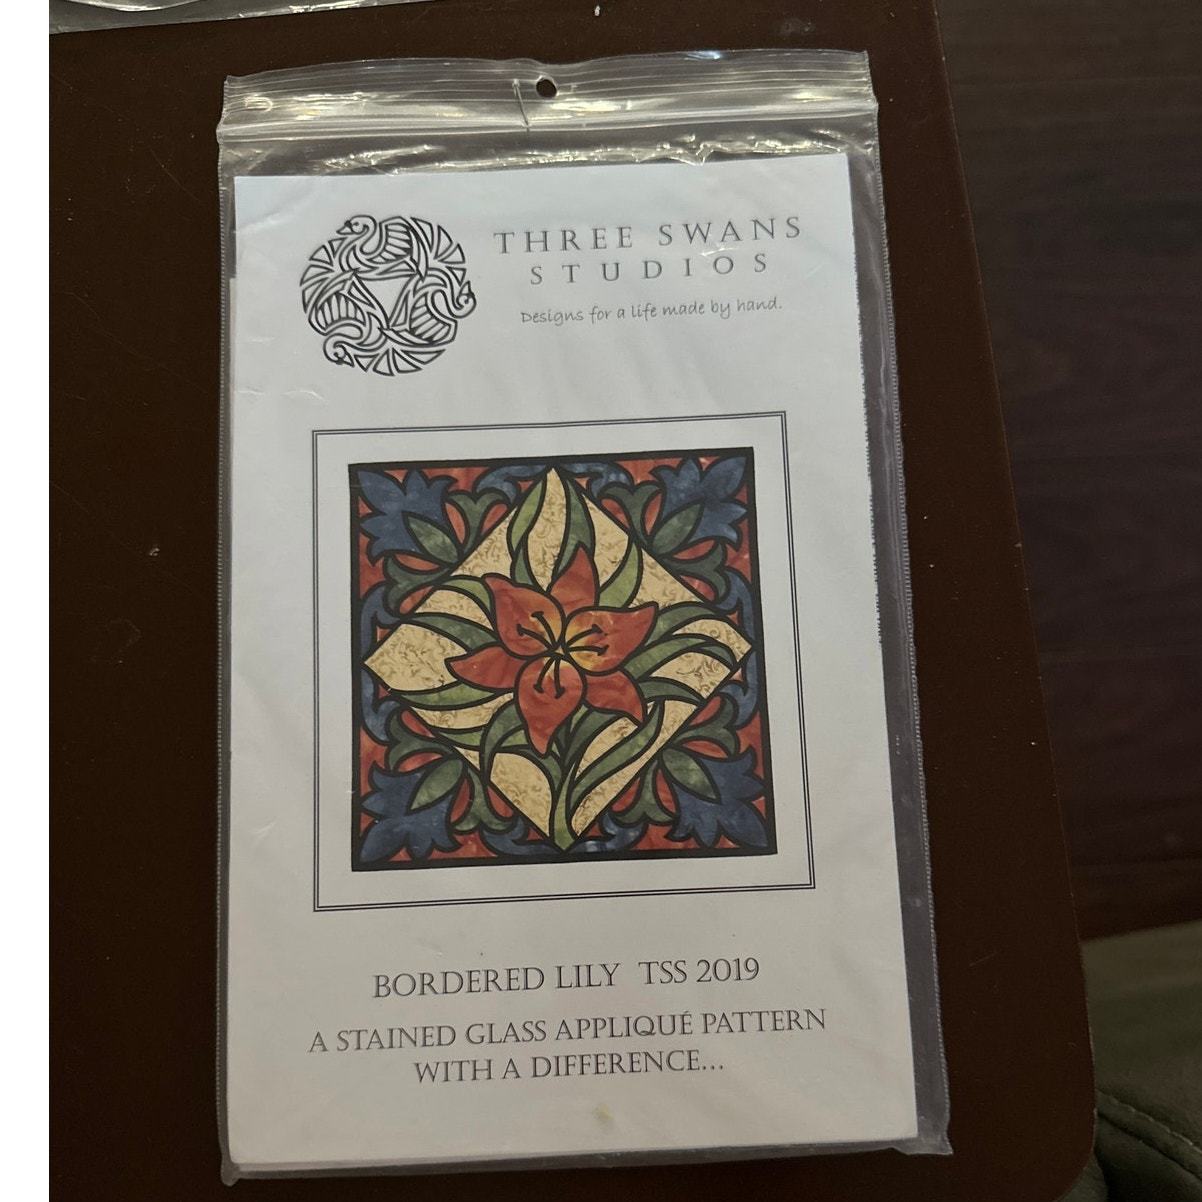 THREE SWANS
STUDIOS
Designs for a life made by hand.
BORDERED LILY TSS 2019
A STAINED GLASS APPLIQUÉ PATTERN
WITH A DIFFERENCE...